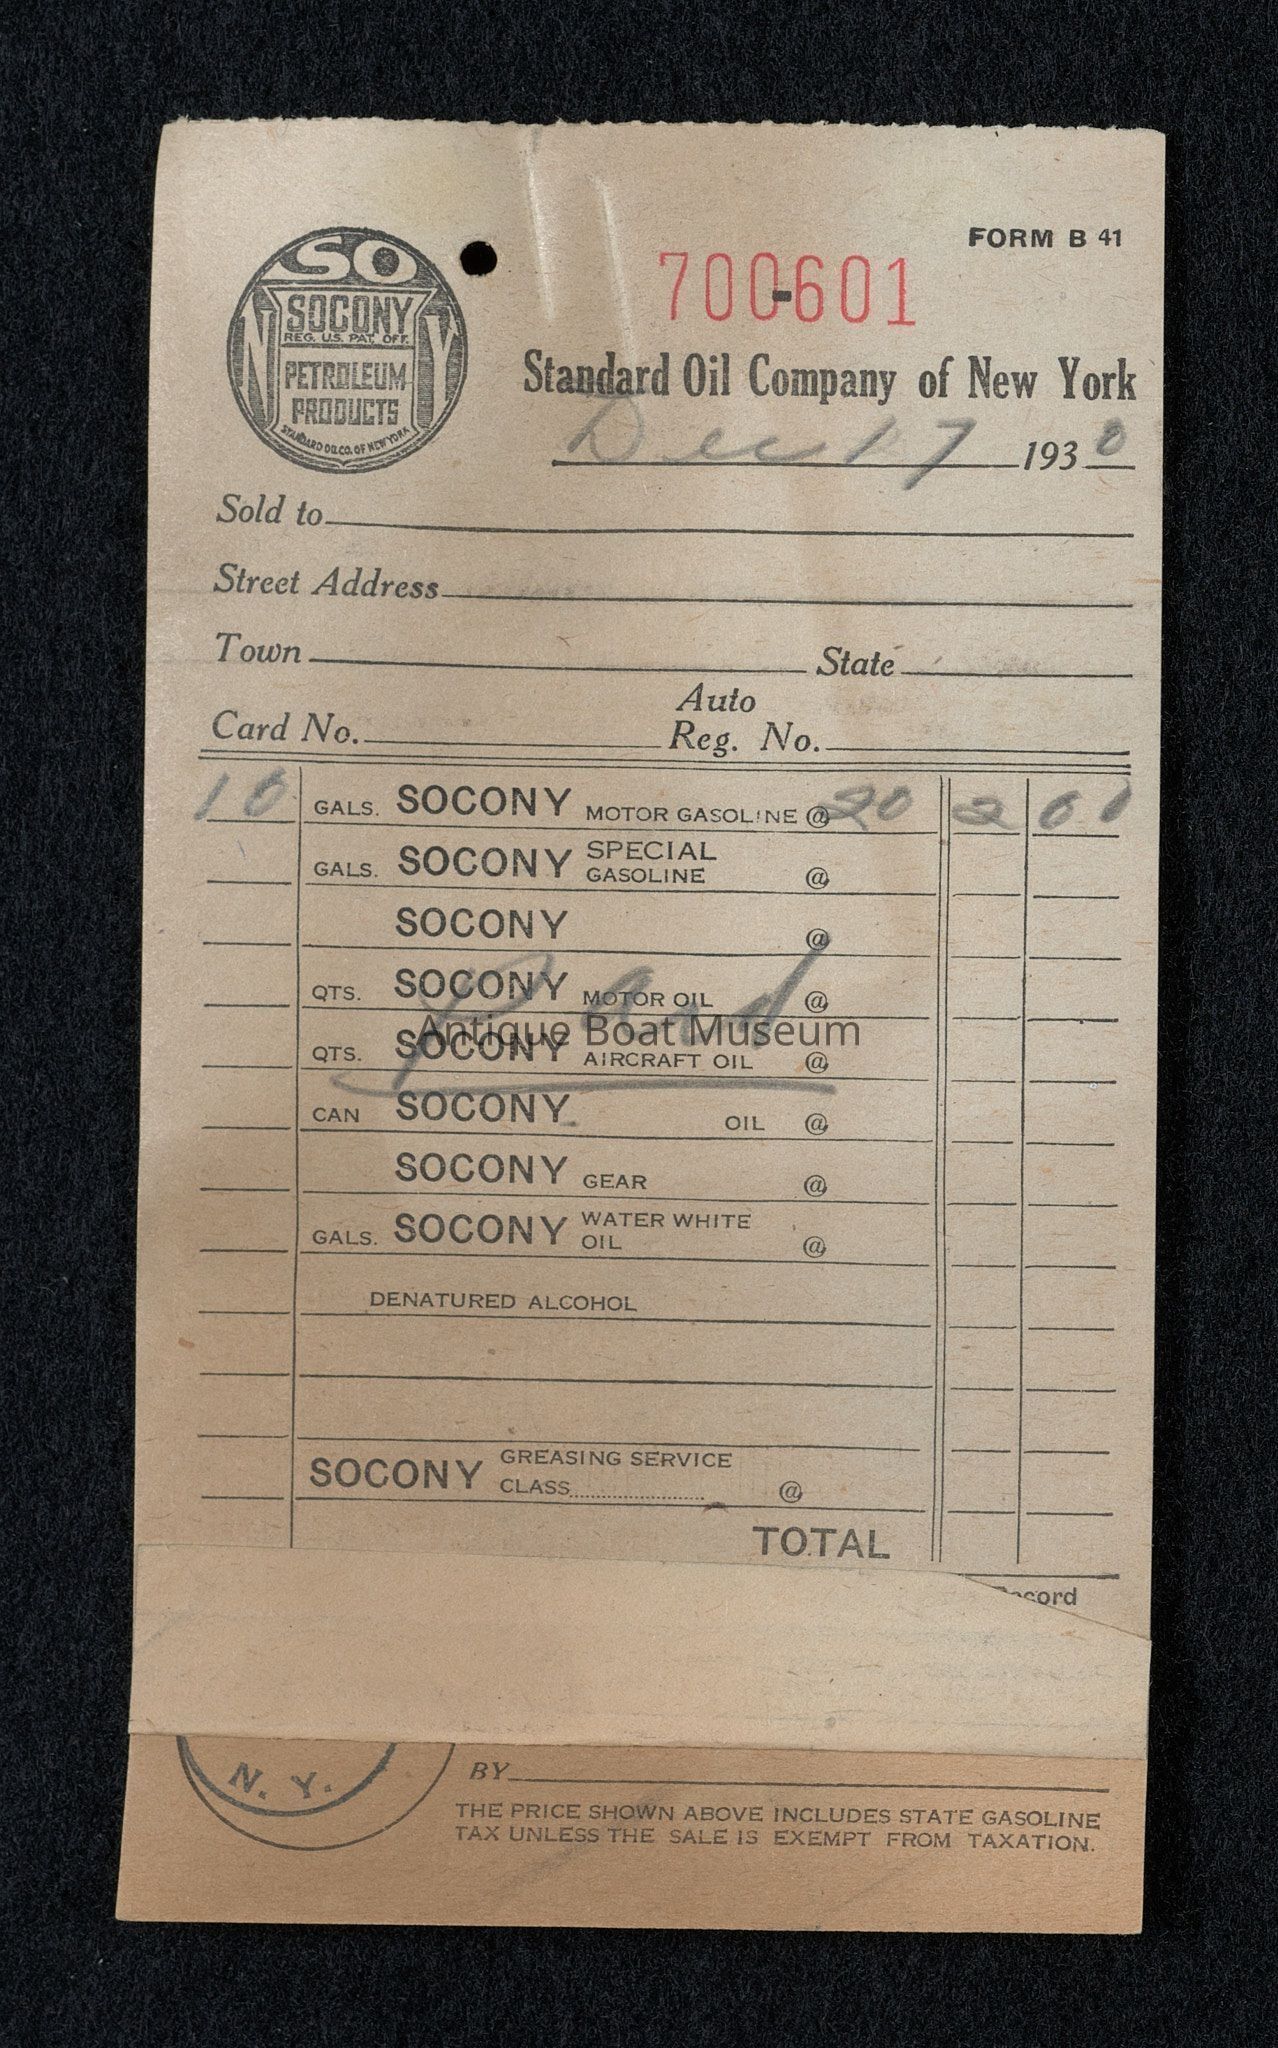 FORM B 41
SO
NY
SOCONY
REG. U.S. PAT. OFF.
PETROLEUM
PRODUCTS
STANDARD OIL CO. OF NEW YORK
700-601
Standard Oil Company of New York
Dec 17 1930
Sold to
Street Address
Town State
Auto
Card No. Reg. No.
10 GALS. SOCONY MOTOR GASOLINE @ 20 2 00
GALS. SOCONY SPECIAL GASOLINE @
SOCONY @
QTS. SOCONY MOTOR OIL @
Paid
Antique Boat Museum
QTS. SOCONY AIRCRAFT OIL @
CAN SOCONY OIL @
SOCONY GEAR @
GALS. SOCONY WATER WHITE OIL @
DENATURED ALCOHOL
SOCONY GREASING SERVICE
CLASS @
TOTAL
N. Y.
BY
THE PRICE SHOWN ABOVE INCLUDES STATE GASOLINE
TAX UNLESS THE SALE IS EXEMPT FROM TAXATION.